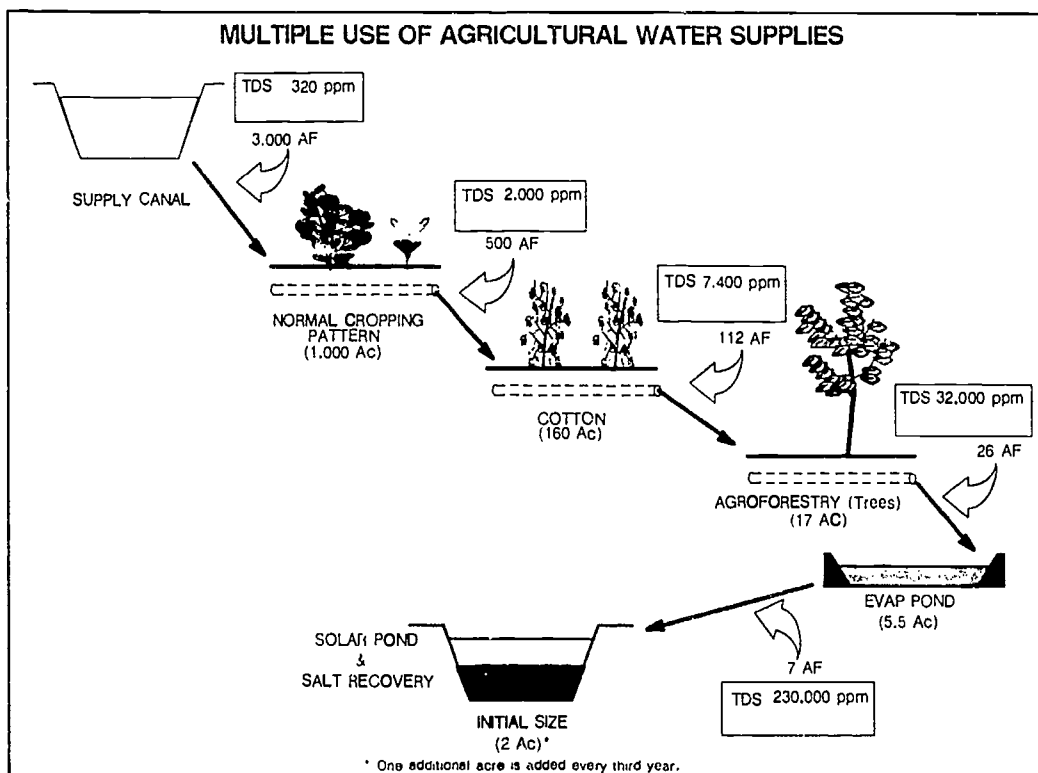 MULTIPLE USE OF AGRICULTURAL WATER SUPPLIES
TDS 320 ppm
3.000 AF
SUPPLY CANAL
TDS 2.000 ppm
500 AF
NORMAL CROPPING
PATTERN
(1.000 Ac)
TDS 7.400 ppm
112 AF
COTTON
(160 Ac)
TDS 32,000 ppm
26 AF
AGROFORESTRY (Trees)
(17 AC)
EVAP POND
(5.5 Ac)
SOLAR POND
&
SALT RECOVERY
7 AF
TDS 230.000 ppm
INITIAL SIZE
(2 Ac)*
* One additional acre is added every third year.